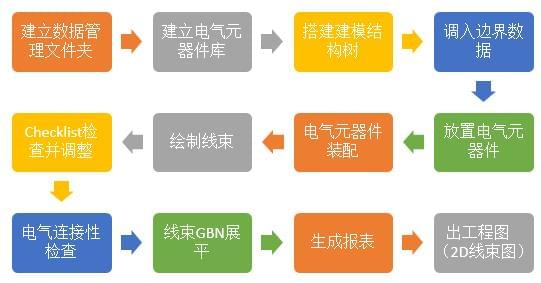 建立数据管
理文件夹
建立电气元
器件库
搭建建模结
构树
调入边界数
据
放置电气元
器件
电气元器件
装配
绘制线束
Checklist检
查并调整
电气连接性
检查
线束GBN展
平
生成报表
出工程图
（2D线束图）